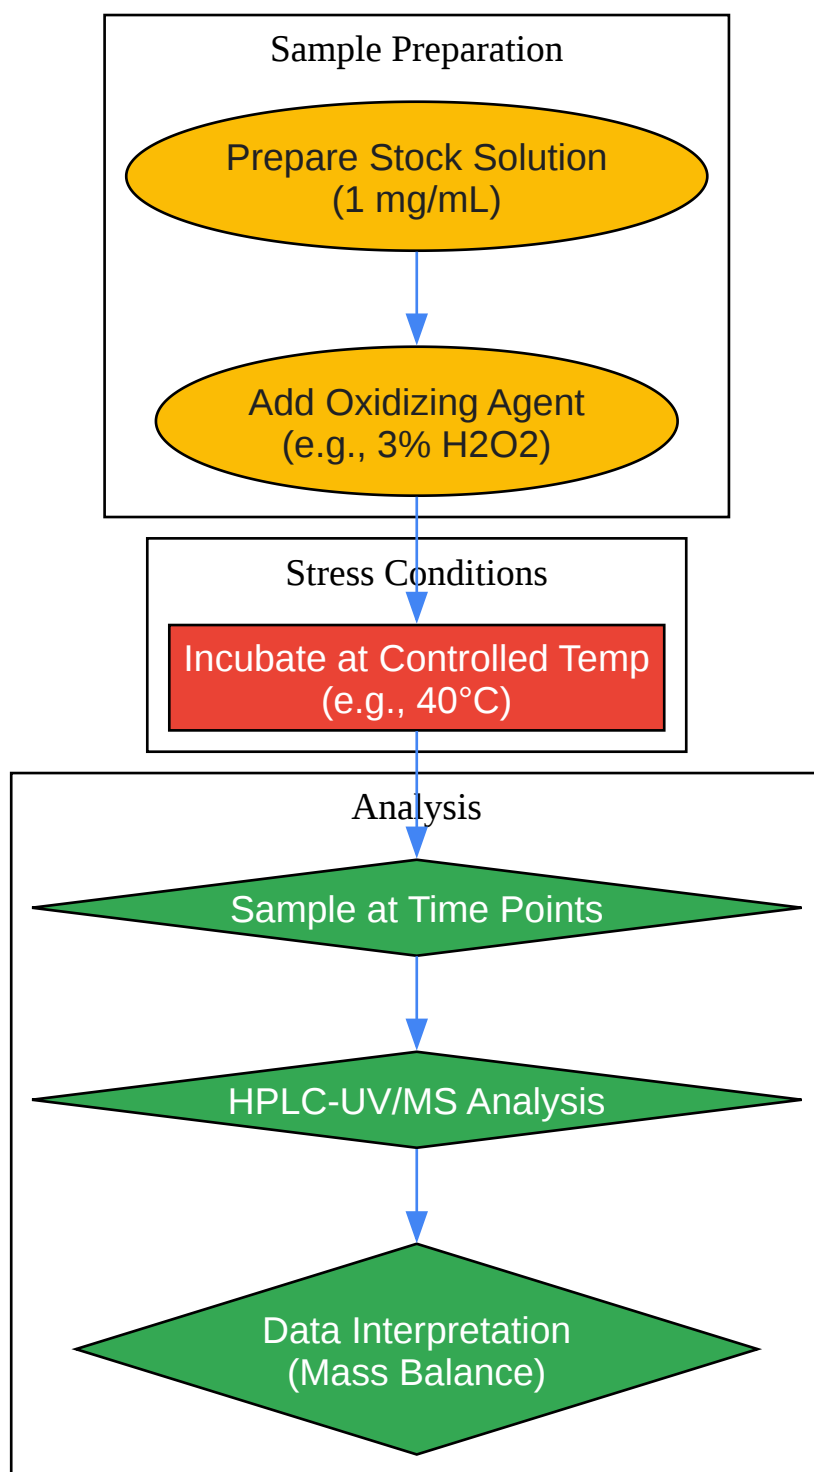 Sample Preparation
Prepare Stock Solution
(1 mg/mL)
Add Oxidizing Agent
(e.g., 3% H2O2)
Stress Conditions
Incubate at Controlled Temp
(e.g., 40°C)
Analysis
Sample at Time Points
HPLC-UV/MS Analysis
Data Interpretation
(Mass Balance)